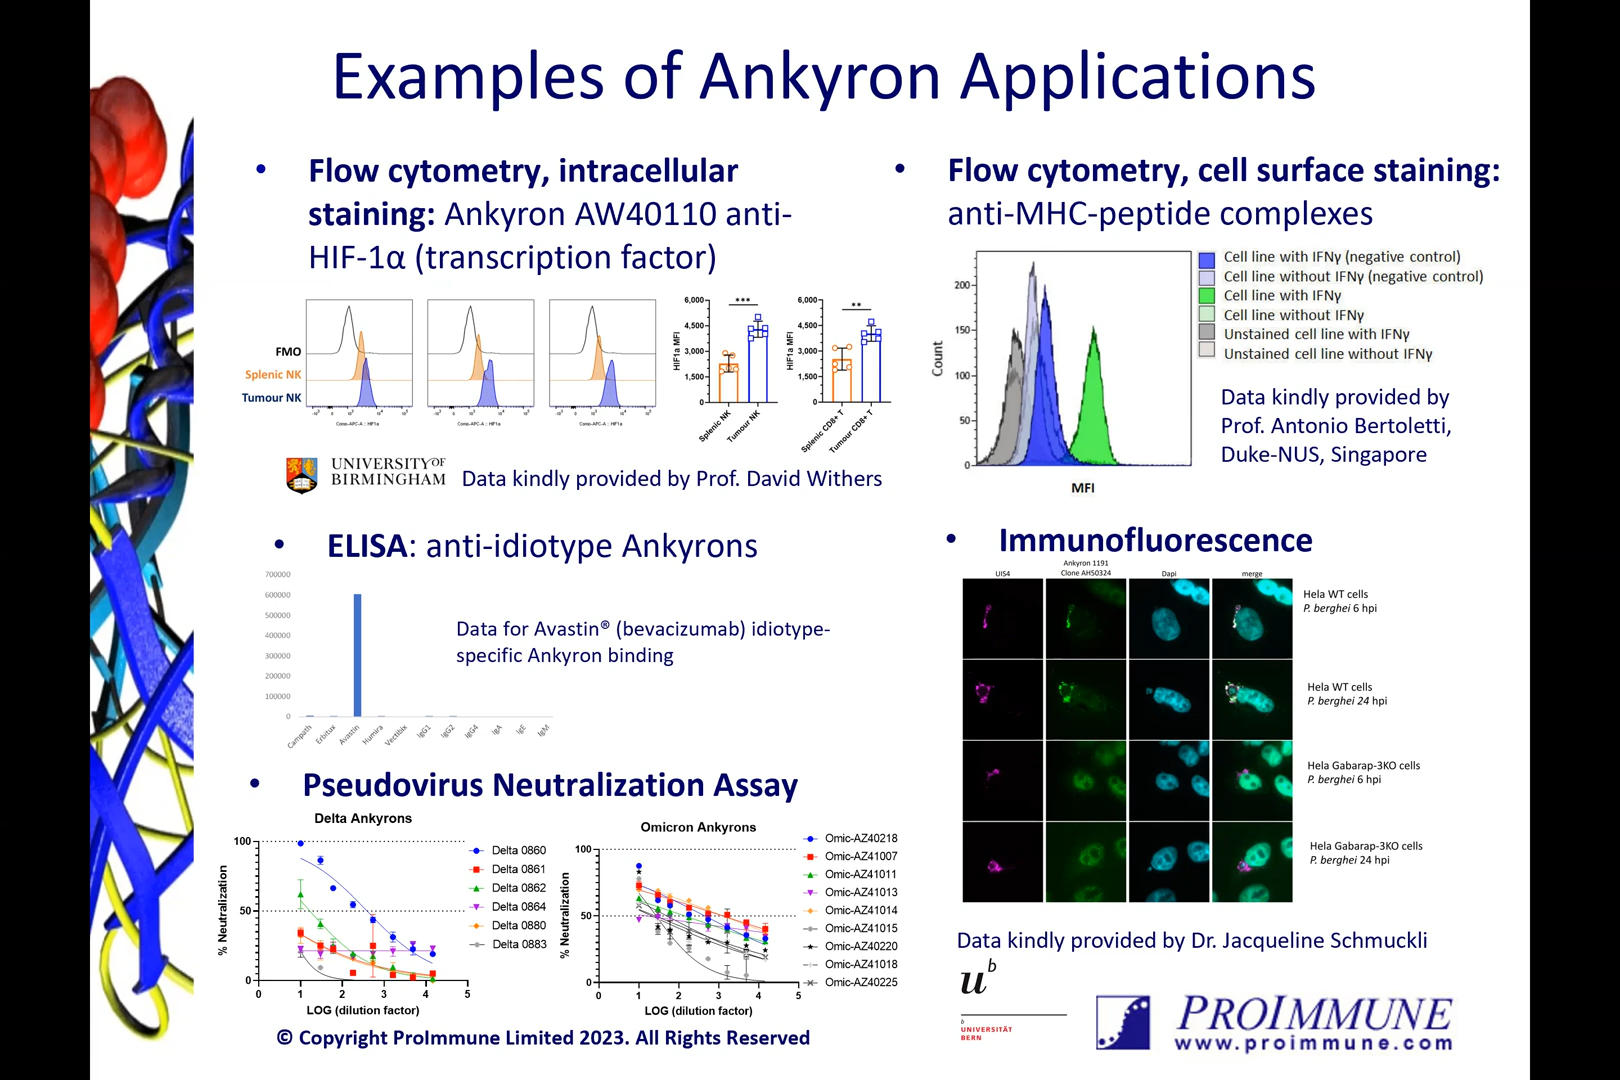 Examples of Ankyron Applications
• Flow cytometry, intracellular
staining: Ankyron AW40110 anti-
HIF-1α (transcription factor)
FMO
Splenic NK
Tumour NK
Comp-APC-A :: HIF1a
Comp-APC-A :: HIF1a
Comp-APC-A :: HIF1a
HIF1a MFI
6,000
4,500
3,000
1,500
0
***
Splenic NK
Tumour NK
HIF1a MFI
6,000
4,500
3,000
1,500
0
**
Splenic CD8+ T
Tumour CD8+ T
UNIVERSITY OF
BIRMINGHAM
Data kindly provided by Prof. David Withers
• Flow cytometry, cell surface staining:
anti-MHC-peptide complexes
Count
200
150
100
50
0
MFI
Cell line with IFNγ (negative control)
Cell line without IFNγ (negative control)
Cell line with IFNγ
Cell line without IFNγ
Unstained cell line with IFNγ
Unstained cell line without IFNγ
Data kindly provided by
Prof. Antonio Bertoletti,
Duke-NUS, Singapore
• ELISA: anti-idiotype Ankyrons
700000
600000
500000
400000
300000
200000
100000
0
Campath
Erbitux
Avastin
Humira
Vectibix
IgG1
IgG2
IgG4
IgA
IgE
IgM
Data for Avastin® (bevacizumab) idiotype-
specific Ankyron binding
• Immunofluorescence
UIS4
Ankyron 1191
Clone AH50324
Dapi
merge
Hela WT cells
P. berghei 6 hpi
Hela WT cells
P. berghei 24 hpi
Hela Gabarap-3KO cells
P. berghei 6 hpi
Hela Gabarap-3KO cells
P. berghei 24 hpi
Data kindly provided by Dr. Jacqueline Schmuckli
u b
b
UNIVERSITÄT
BERN
• Pseudovirus Neutralization Assay
Delta Ankyrons
% Neutralization
100
50
0
0 1 2 3 4 5
LOG (dilution factor)
Delta 0860
Delta 0861
Delta 0862
Delta 0864
Delta 0880
Delta 0883
Omicron Ankyrons
% Neutralization
100
50
0
0 1 2 3 4 5
LOG (dilution factor)
Omic-AZ40218
Omic-AZ41007
Omic-AZ41011
Omic-AZ41013
Omic-AZ41014
Omic-AZ41015
Omic-AZ40220
Omic-AZ41018
Omic-AZ40225
© Copyright ProImmune Limited 2023. All Rights Reserved
PROIMMUNE
www.proimmune.com